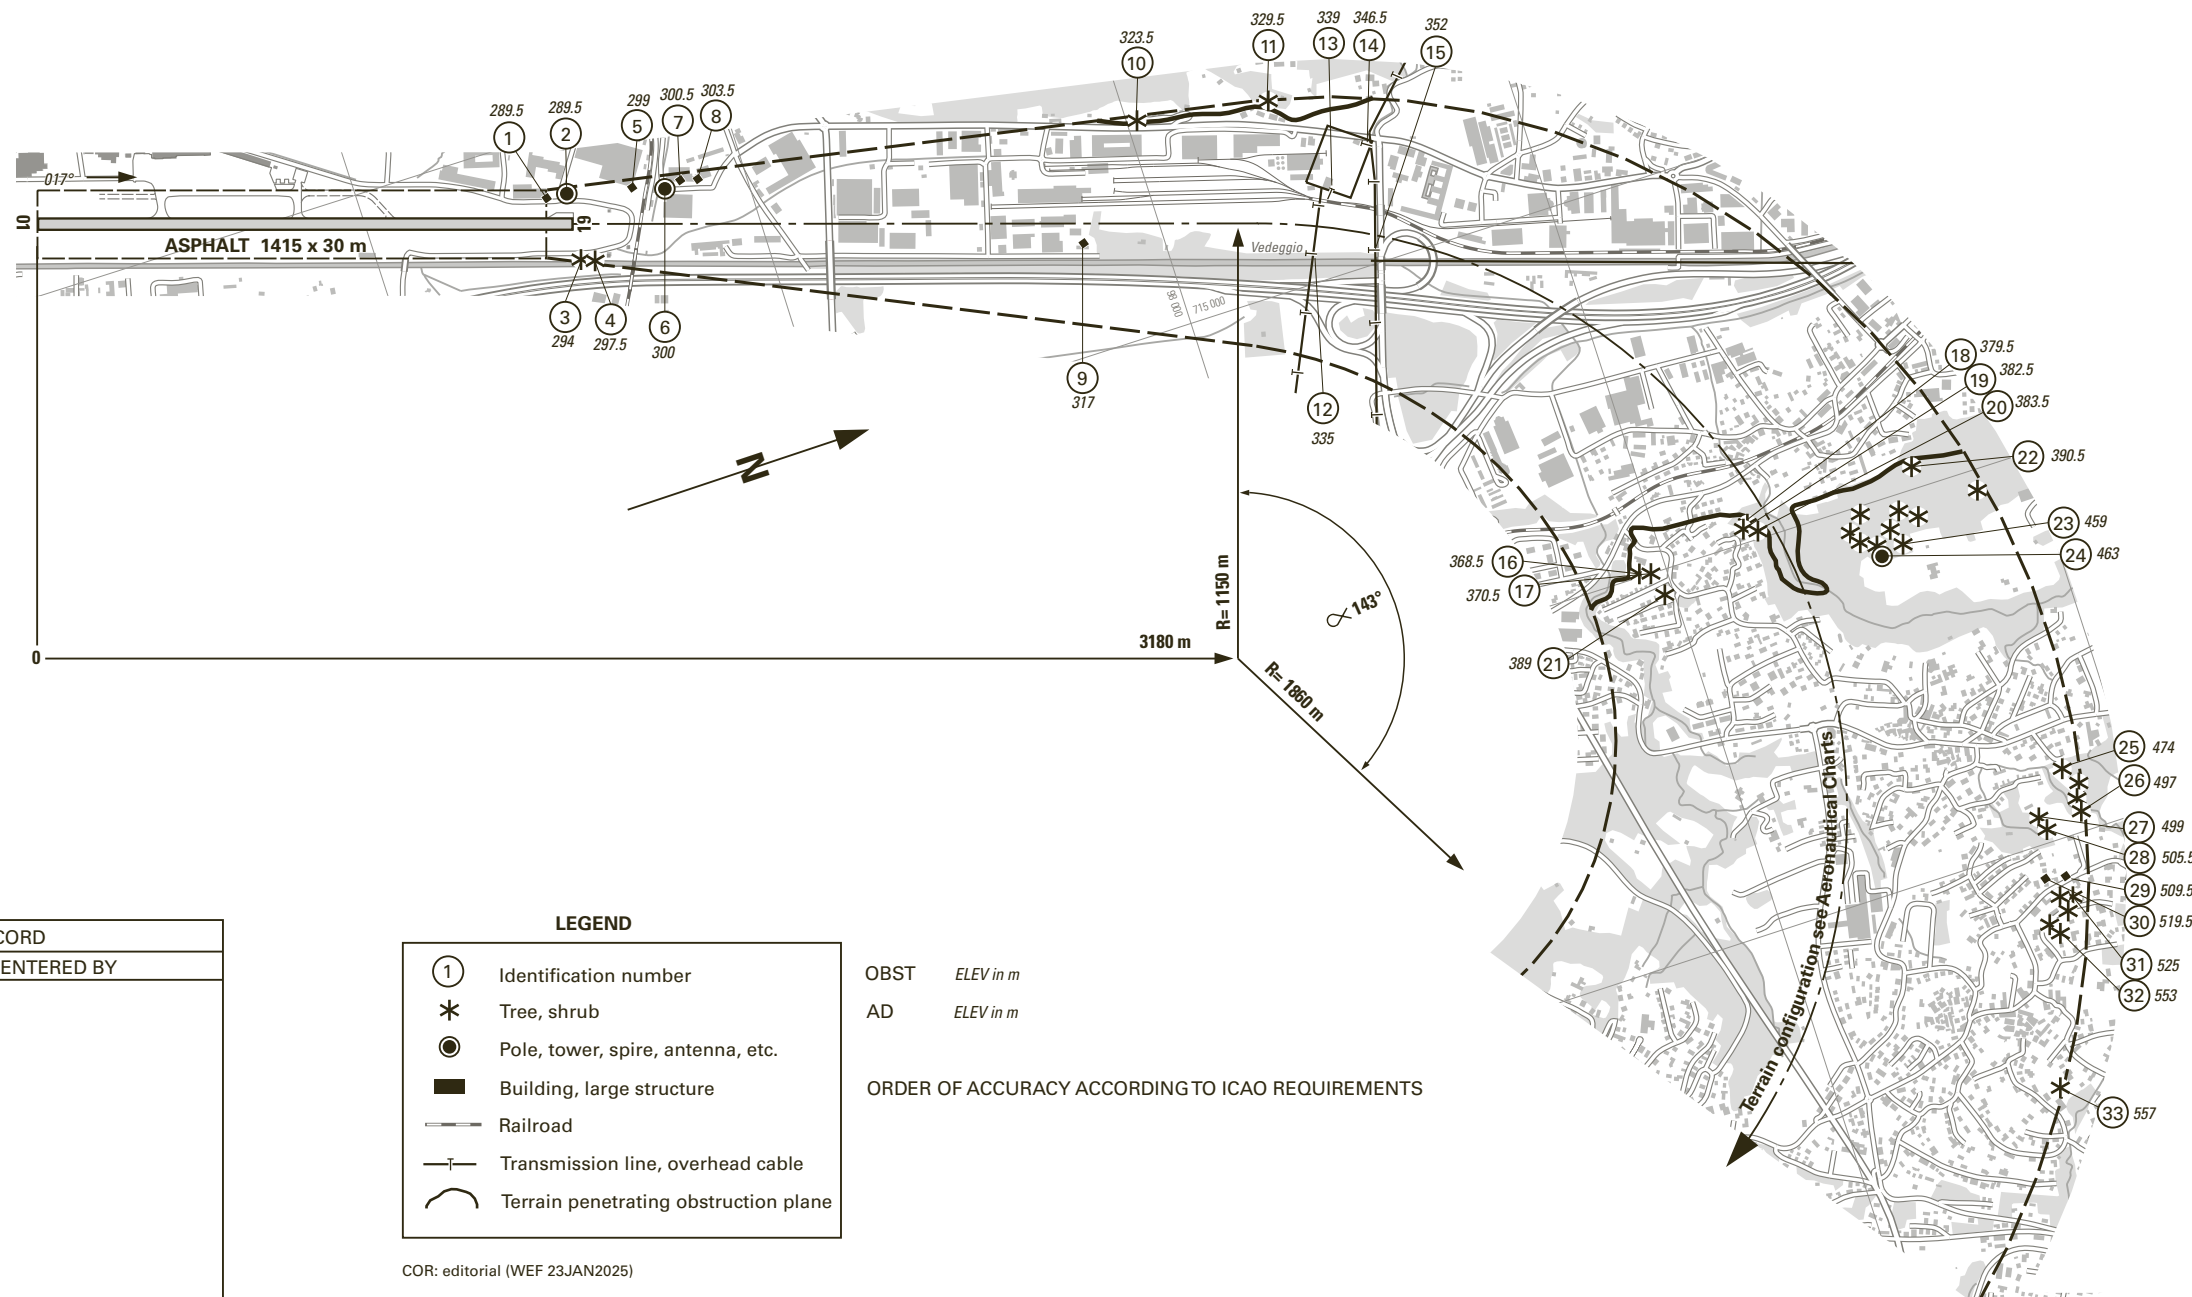 329.5
339
346.5
352
323.5
11
13
14
15
10
289.5
289.5
299
300.5
303.5
1
2
5
7
8
017°
01
19
ASPHALT 1415 x 30 m
Vedeggio
98 000
715 000
3
294
4
297.5
6
300
9
317
12
335
18 379.5
19 382.5
20 383.5
22 390.5
23 459
24 463
368.5 16
370.5 17
389 21
N
R= 1150 m
143°
3180 m
0
R= 1860 m
25 474
26 497
27 499
28 505.5
29 509.5
30 519.5
31 525
32 553
33 557
Terrain configuration see Aeronautical Charts
CORD
ENTERED BY
LEGEND
1 Identification number
Tree, shrub
Pole, tower, spire, antenna, etc.
Building, large structure
Railroad
Transmission line, overhead cable
Terrain penetrating obstruction plane
OBST ELEV in m
AD ELEV in m
ORDER OF ACCURACY ACCORDING TO ICAO REQUIREMENTS
COR: editorial (WEF 23JAN2025)